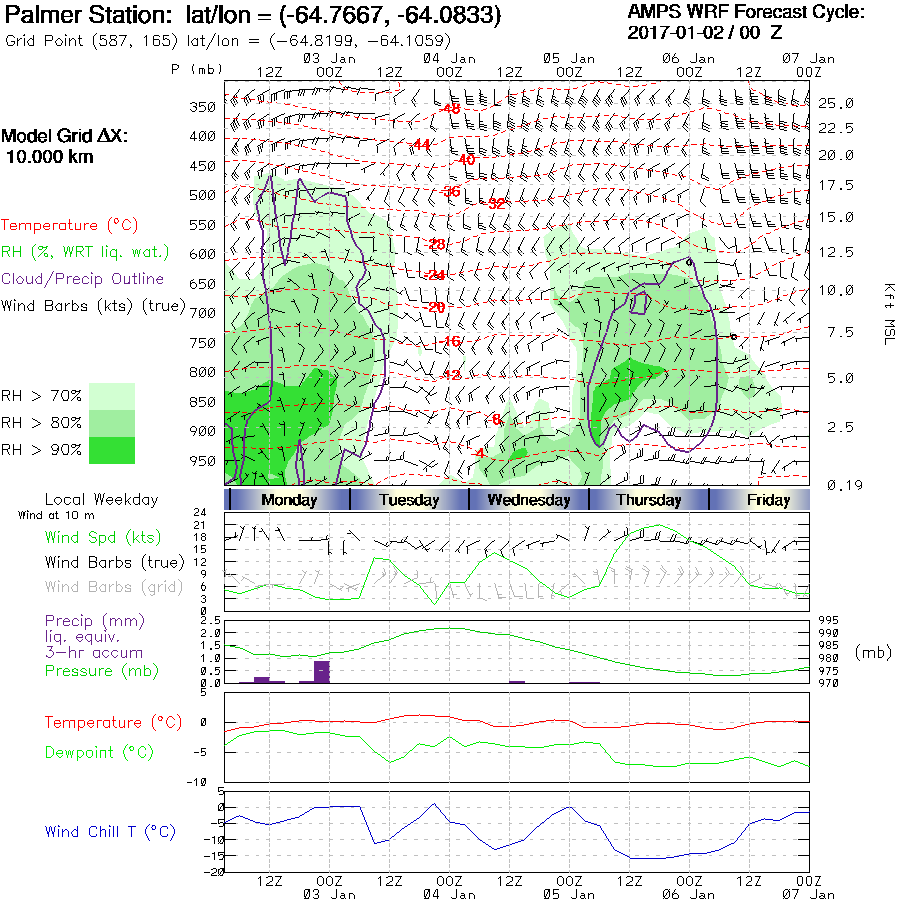 Palmer Station: lat/lon = (-64.7667, -64.0833)
AMPS WRF Forecast Cycle:
Grid Point (587, 165) lat/lon = (-64.8199, -64.1059)
2017-01-02 / 00 Z
03 Jan 04 Jan 05 Jan 06 Jan 07 Jan
P (mb) 12Z 00Z 12Z 00Z 12Z 00Z 12Z 00Z 12Z 00Z
Model Grid ΔX:
10.000 km
Temperature (°C)
RH (%, WRT liq. wat.)
Cloud/Precip Outline
Wind Barbs (kts) (true)
RH > 70%
RH > 80%
RH > 90%
350
400
450
500
550
600
650
700
750
800
850
900
950
-48
-44
-40
-36
-32
-28
-24
-20
-16
-12
-8
-4
25.0
22.5
20.0
17.5
15.0
12.5
10.0
7.5
5.0
2.5
0.19
Kft MSL
Local Weekday
Monday Tuesday Wednesday Thursday Friday
Wind at 10 m
Wind Spd (kts)
Wind Barbs (true)
Wind Barbs (grid)
24
21
18
15
12
9
6
3
0
Precip (mm)
liq. equiv.
3-hr accum
Pressure (mb)
2.5
2.0
1.5
1.0
0.5
0.0
995
990
985
980
975
970
(mb)
Temperature (°C)
Dewpoint (°C)
5
0
-5
-10
Wind Chill T (°C)
5
0
-5
-10
-15
-20
12Z 00Z 12Z 00Z 12Z 00Z 12Z 00Z 12Z 00Z
03 Jan 04 Jan 05 Jan 06 Jan 07 Jan